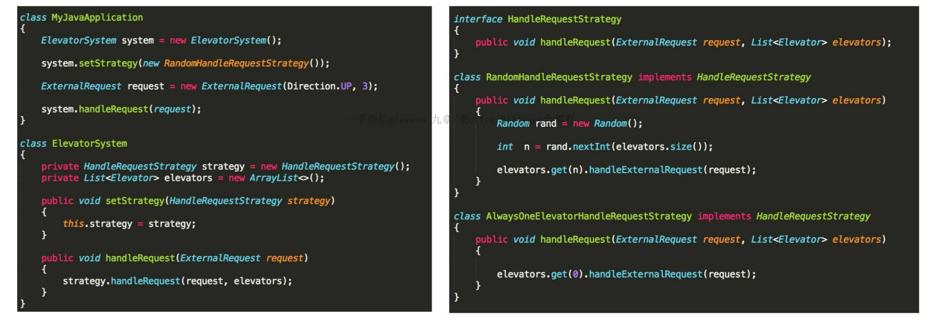 class MyJavaApplication
{
    ElevatorSystem system = new ElevatorSystem();
    system.setStrategy(new RandomHandleRequestStrategy());
    ExternalRequest request = new ExternalRequest(Direction.UP, 3);
    system.handleRequest(request);
}
class ElevatorSystem
{
    private HandleRequestStrategy strategy = new HandleRequestStrategy();
    private List<Elevator> elevators = new ArrayList<>();
    public void setStrategy(HandleRequestStrategy strategy)
    {
        this.strategy = strategy;
    }
    public void handleRequest(ExternalRequest request)
    {
        strategy.handleRequest(request, elevators);
    }
}
interface HandleRequestStrategy
{
    public void handleRequest(ExternalRequest request, List<Elevator> elevators);
}
class RandomHandleRequestStrategy implements HandleRequestStrategy
{
    public void handleRequest(ExternalRequest request, List<Elevator> elevators)
    {
        Random rand = new Random();
        int  n = rand.nextInt(elevators.size());
        elevators.get(n).handleExternalRequest(request);
    }
}
class AlwaysOneElevatorHandleRequestStrategy implements HandleRequestStrategy
{
    public void handleRequest(ExternalRequest request, List<Elevator> elevators)
    {
        elevators.get(0).handleExternalRequest(request);
    }
}